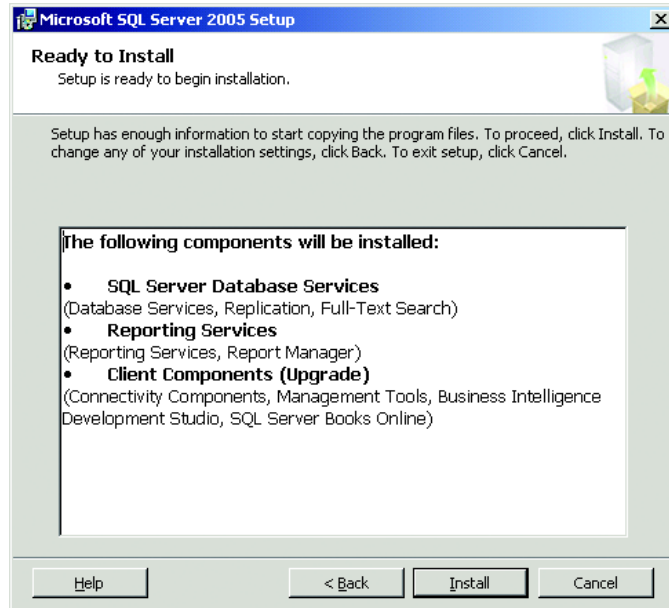 Microsoft SQL Server 2005 Setup
Ready to Install
Setup is ready to begin installation.
Setup has enough information to start copying the program files. To proceed, click Install. To
change any of your installation settings, click Back. To exit setup, click Cancel.
The following components will be installed:
• SQL Server Database Services
(Database Services, Replication, Full-Text Search)
• Reporting Services
(Reporting Services, Report Manager)
• Client Components (Upgrade)
(Connectivity Components, Management Tools, Business Intelligence
Development Studio, SQL Server Books Online)
Help
< Back
Install
Cancel